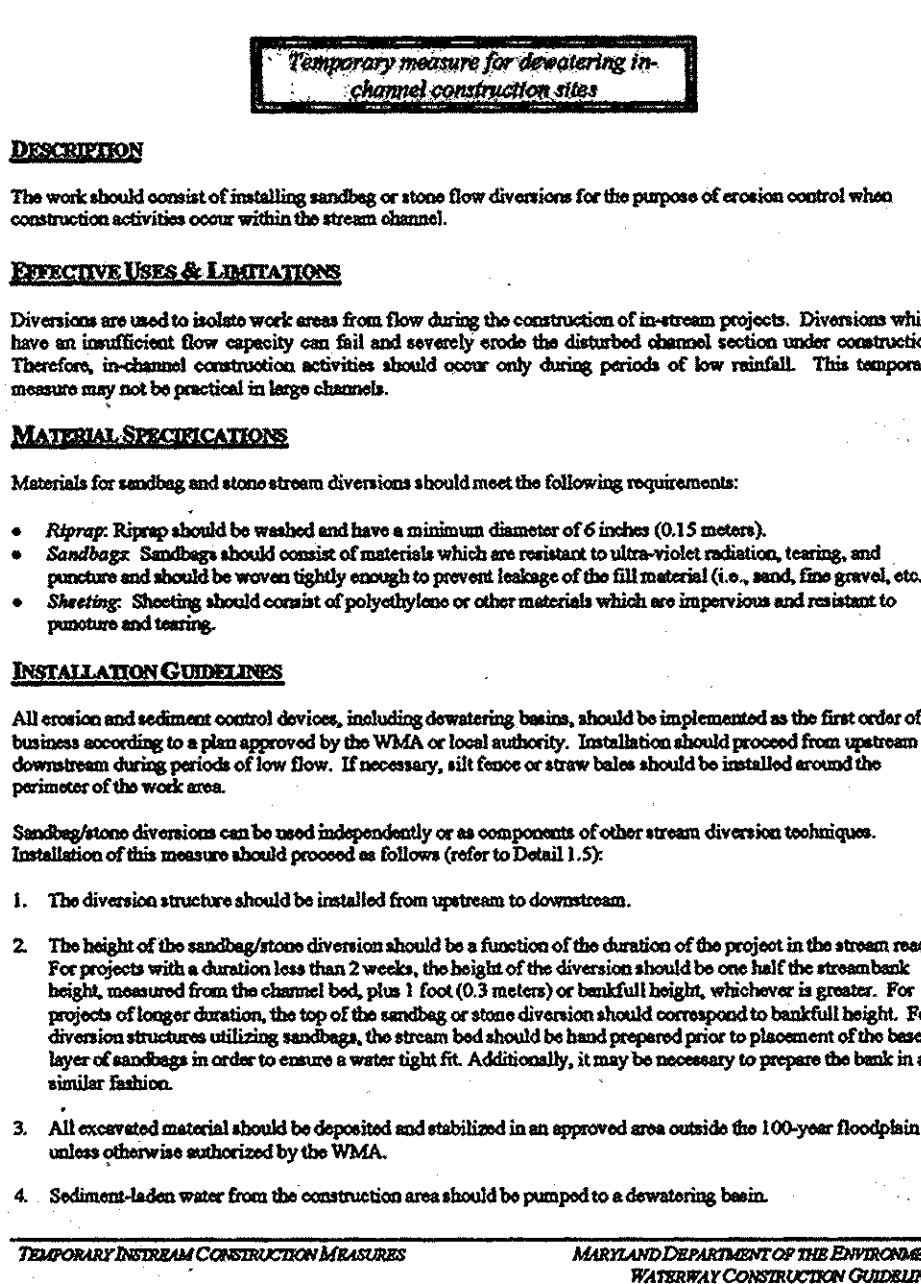 Temporary measure for dewatering in-
channel construction sites
DESCRIPTION
The work should consist of installing sandbag or stone flow diversions for the purpose of erosion control when
construction activities occur within the stream channel.
EFFECTIVE USES & LIMITATIONS
Diversions are used to isolate work areas from flow during the construction of in-stream projects. Diversions whi
have an insufficient flow capacity can fail and severely erode the disturbed channel section under constructio
Therefore, in-channel construction activities should occur only during periods of low rainfall. This tempora
measure may not be practical in large channels.
MATERIAL SPECIFICATIONS
Materials for sandbag and stone stream diversions should meet the following requirements:
• Riprap: Riprap should be washed and have a minimum diameter of 6 inches (0.15 meters).
• Sandbags: Sandbags should consist of materials which are resistant to ultra-violet radiation, tearing, and
puncture and should be woven tightly enough to prevent leakage of the fill material (i.e., sand, fine gravel, etc.
• Sheeting: Sheeting should consist of polyethylene or other materials which are impervious and resistant to
puncture and tearing.
INSTALLATION GUIDELINES
All erosion and sediment control devices, including dewatering basins, should be implemented as the first order of
business according to a plan approved by the WMA or local authority. Installation should proceed from upstream
downstream during periods of low flow. If necessary, silt fence or straw bales should be installed around the
perimeter of the work area.
Sandbag/stone diversions can be used independently or as components of other stream diversion techniques.
Installation of this measure should proceed as follows (refer to Detail 1.5):
1. The diversion structure should be installed from upstream to downstream.
2. The height of the sandbag/stone diversion should be a function of the duration of the project in the stream rea
For projects with a duration less than 2 weeks, the height of the diversion should be one half the streambank
height, measured from the channel bed, plus 1 foot (0.3 meters) or bankfull height, whichever is greater. For
projects of longer duration, the top of the sandbag or stone diversion should correspond to bankfull height. Fo
diversion structures utilizing sandbags, the stream bed should be hand prepared prior to placement of the base
layer of sandbags in order to ensure a water tight fit. Additionally, it may be necessary to prepare the bank in a
similar fashion.
3. All excavated material should be deposited and stabilized in an approved area outside the 100-year floodplain
unless otherwise authorized by the WMA.
4. Sediment-laden water from the construction area should be pumped to a dewatering basin.
TEMPORARY INSTREAM CONSTRUCTION MEASURES
MARYLAND DEPARTMENT OF THE ENVIRONME
WATERWAY CONSTRUCTION GUIDELIN